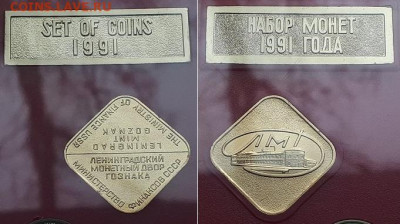 COINS.LAVE.RU
SET OF COINS
1991
THE MINISTRY OF FINANCE USSR
LENINGRAD
MINT
GOZNAK
ЛЕНИНГРАДСКИЙ
МОНЕТНЫЙ ДВОР
ГОЗНАКА
МИНИСТЕРСТВО ФИНАНСОВ СССР
НАБОР МОНЕТ
1991 ГОДА
ЛМД